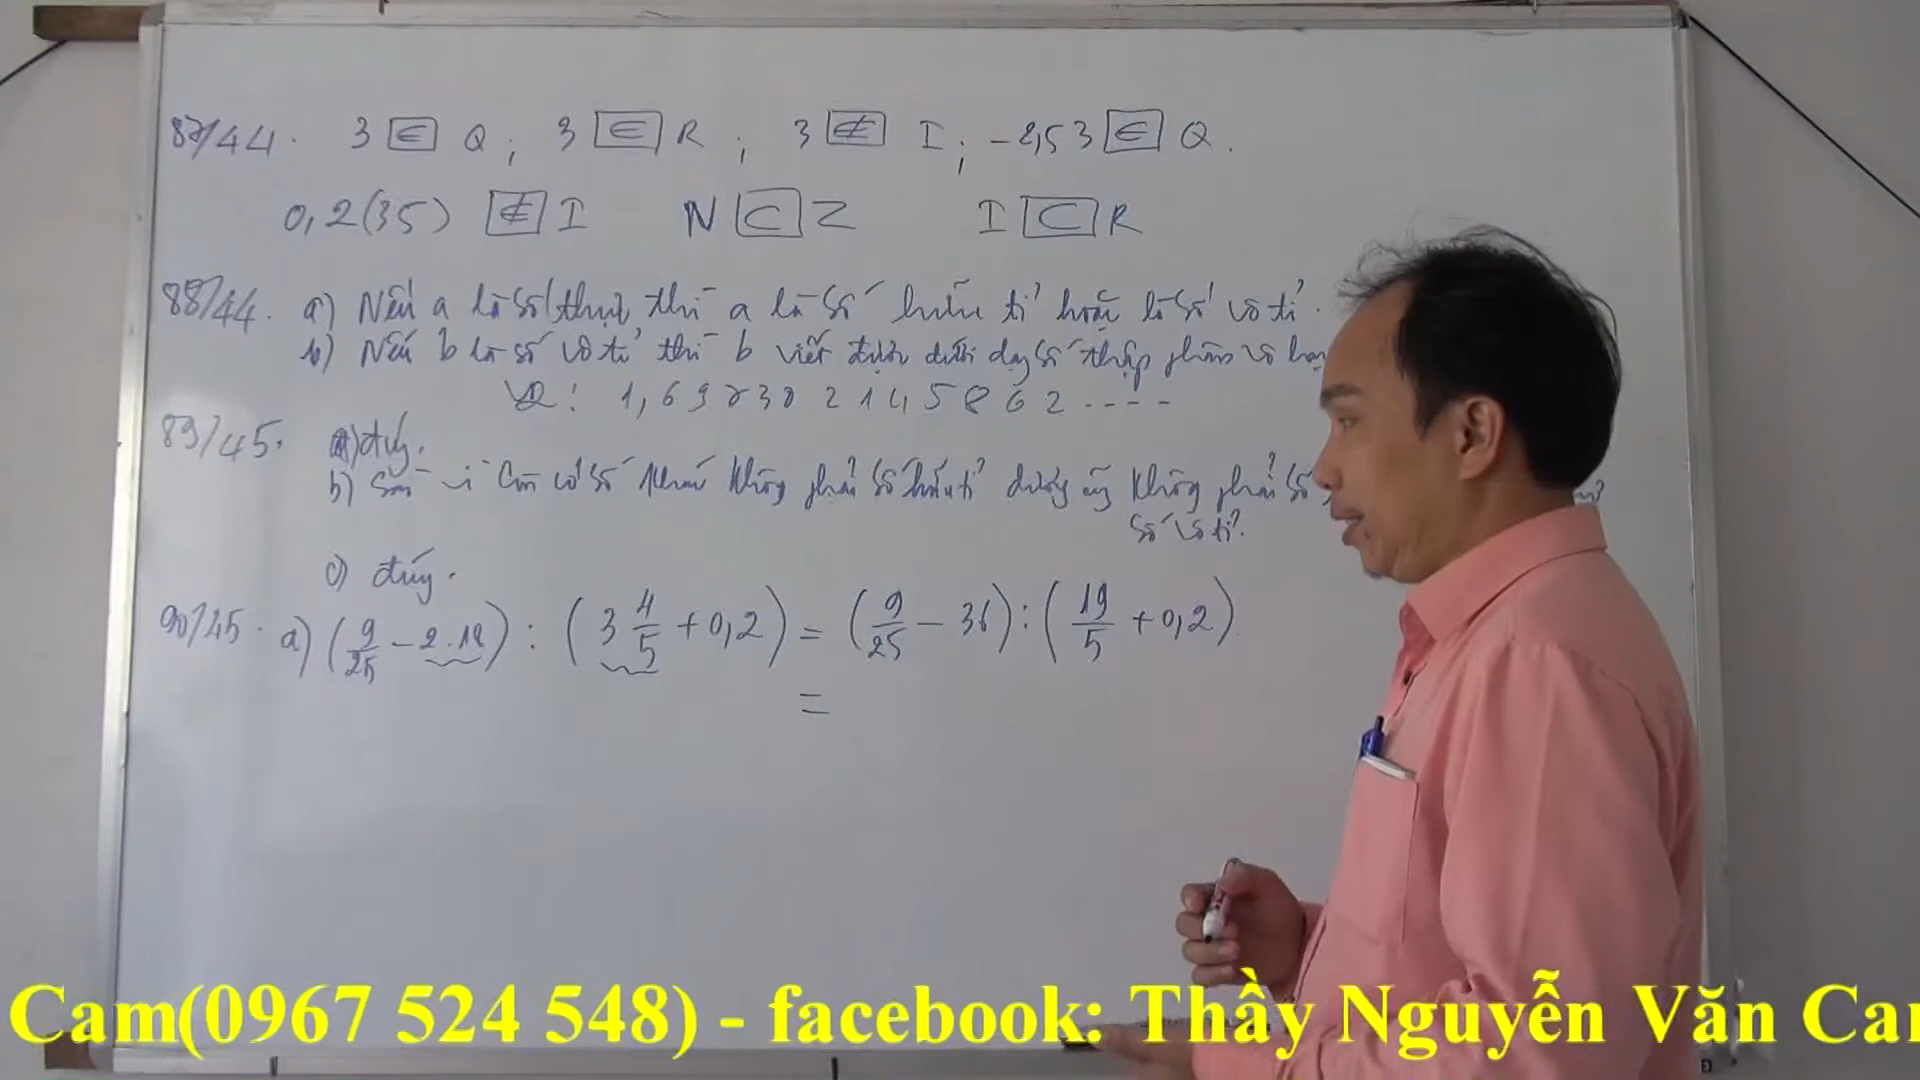 87/44. 3 ∈ Q ; 3 ∈ R ; 3 ∉ I ; -2,53 ∈ Q .
0,2(35) ∉ I N ⊂ Z I ⊂ R
88/44. a) Nếu a là số thực thì a là số hữu tỉ hoặc là số vô tỉ.
b) Nếu b là số vô tỉ thì b viết được dưới dạng số thập phân vô hạn
VD: 1,6 2 1 4, 5 8 6 2 ----
89/45. a) đúng.
b) Sai vì còn có số khác không phải số hữu tỉ dương cũng không phải số
số vô tỉ.
c) đúng.
90/45. a) (9/25 - 2.18) : (3 4/5 + 0,2) = (9/25 - 36) : (19/5 + 0,2)
=
Cam(0967 524 548) - facebook: Thầy Nguyễn Văn Cam